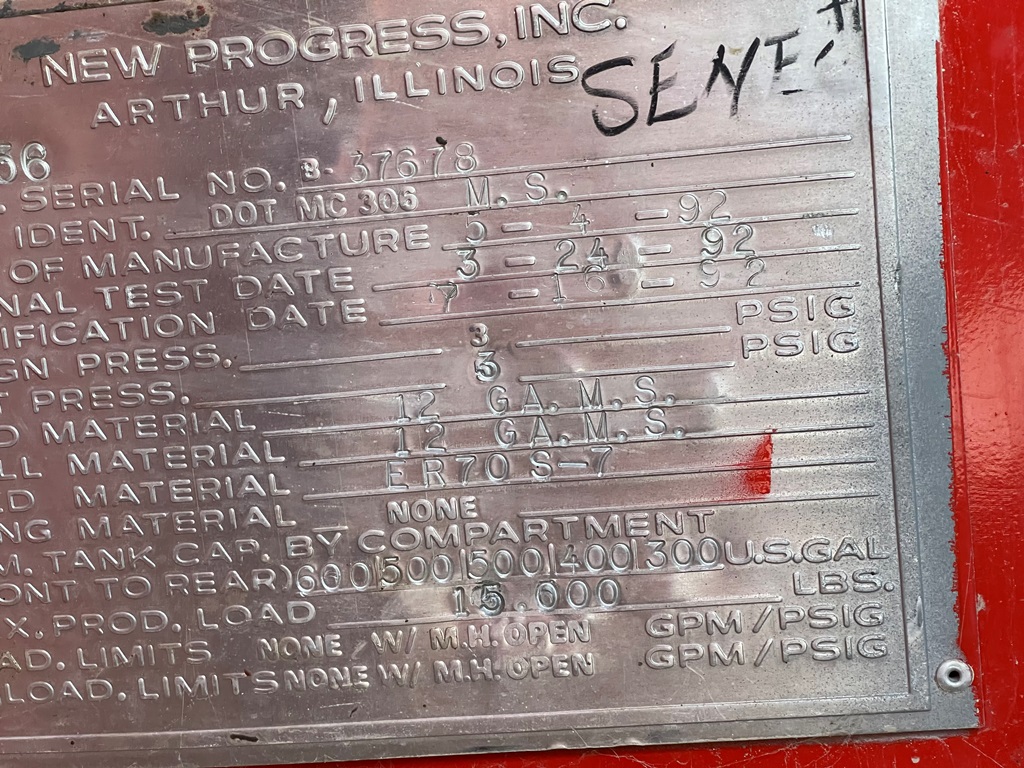 NEW PROGRESS, INC.
ARTHUR, ILLINOIS
56
SERIAL NO. B- 37678
IDENT. DOT MC 306 M.S.
OF MANUFACTURE 5-4-92
NAL TEST DATE 3-24-92
IFICATION DATE 7-16-92
GN PRESS. 3 PSIG
T PRESS. 3 PSIG
D MATERIAL 12 GA.M.S.
LL MATERIAL 12 GA.M.S.
ED MATERIAL ER70S-7
NG MATERIAL NONE
M. TANK CAP. BY COMPARTMENT
ONT TO REAR) 600|500|500|400|300 U.S.GAL
X. PROD. LOAD 15.000 LBS.
AD. LIMITS NONE W/ M.H. OPEN GPM/PSIG
LOAD. LIMITS NONE W/ M.H. OPEN GPM/PSIG